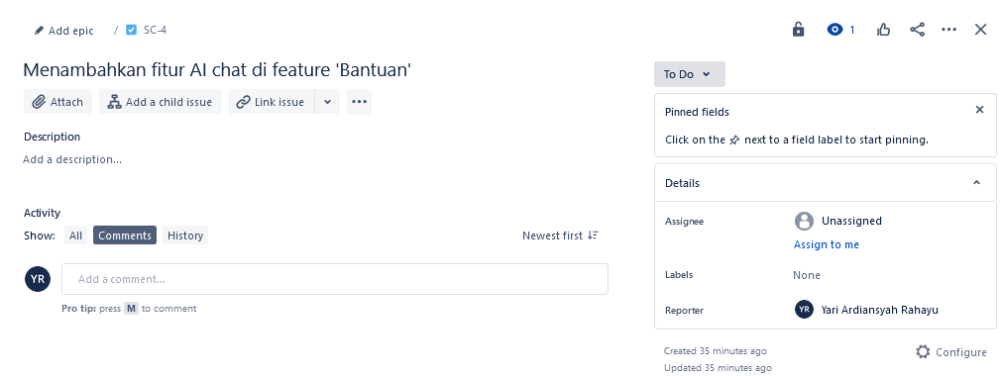 Add epic / SC-4 1
Menambahkan fitur AI chat di feature 'Bantuan'
Attach Add a child issue Link issue
Description
Add a description...
Activity
Show: All Comments History Newest first
YR Add a comment...
Pro tip: press M to comment
To Do
Pinned fields
Click on the next to a field label to start pinning.
Details
Assignee Unassigned
Assign to me
Labels None
Reporter YR Yari Ardiansyah Rahayu
Created 35 minutes ago
Updated 35 minutes ago
Configure